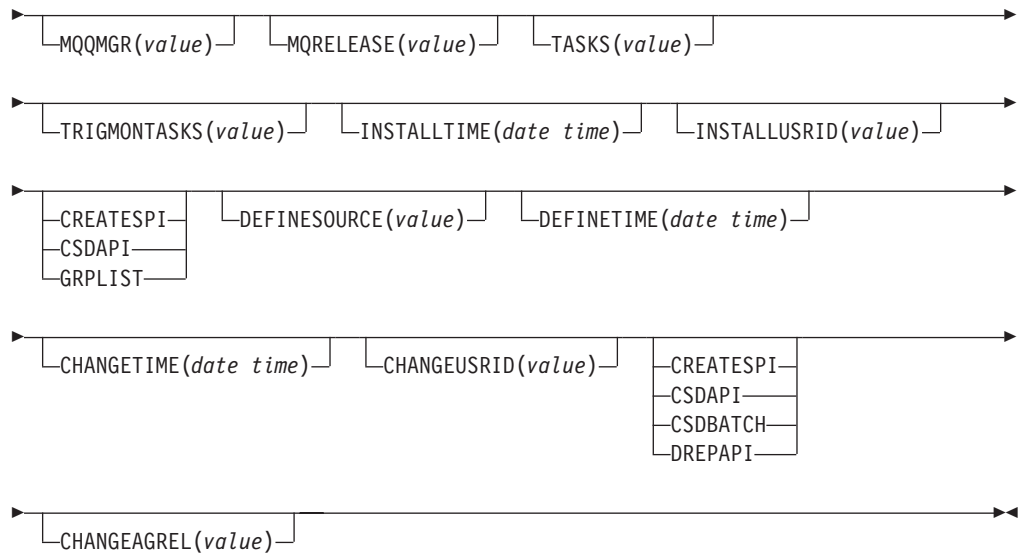 MQQMGR(value) MQRELEASE(value) TASKS(value)
TRIGMONTASKS(value) INSTALLTIME(date time) INSTALLUSRID(value)
CREATESPI DEFINESOURCE(value) DEFINETIME(date time)
CSDAPI
GRPLIST
CHANGETIME(date time) CHANGEUSRID(value) CREATESPI
CSDAPI
CSDBATCH
DREPAPI
CHANGEAGREL(value)